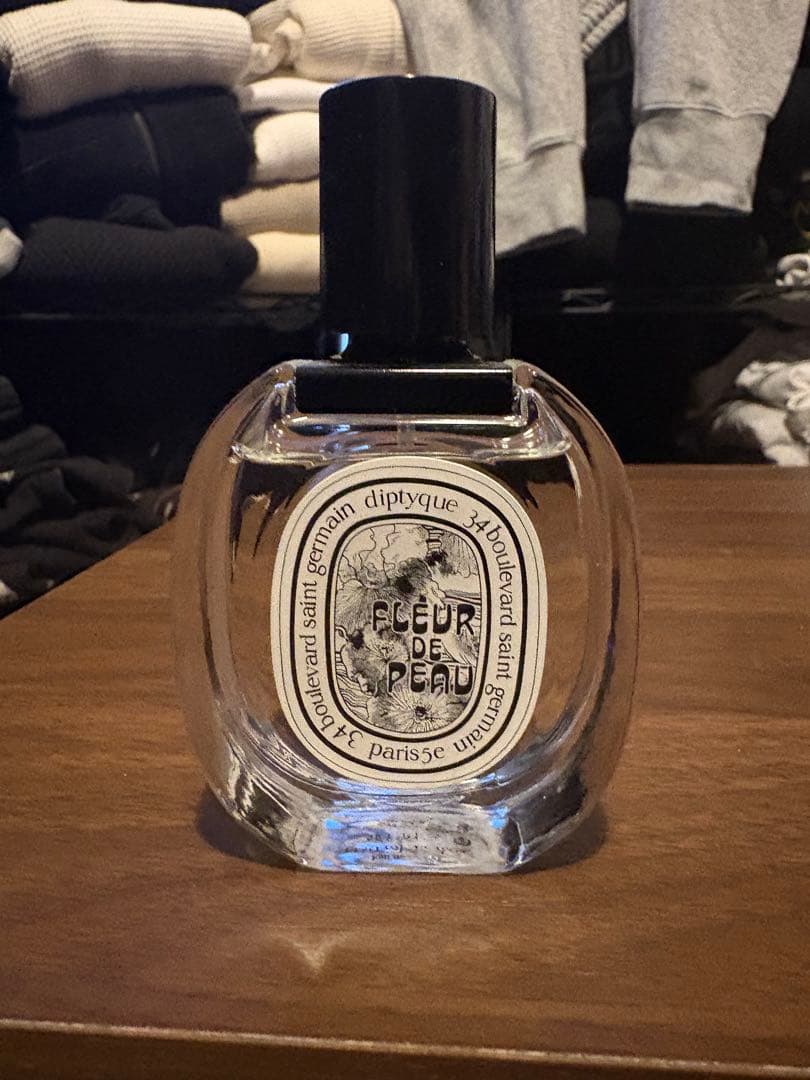 34 boulevard saint germain diptyque 34 boulevard saint germain paris 5e
FLEUR
DE
PEAU